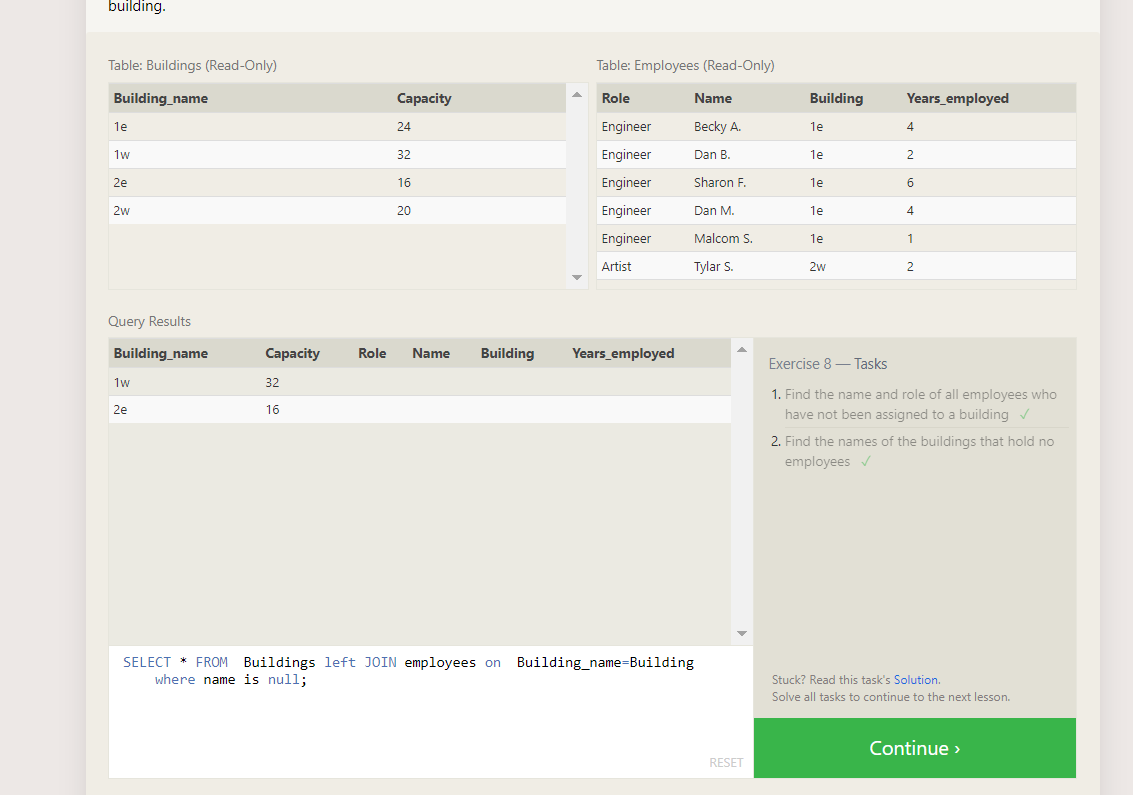 building.
Table: Buildings (Read-Only)
Table: Employees (Read-Only)
Building_name Capacity
1e 24
1w 32
2e 16
2w 20
Role Name Building Years_employed
Engineer Becky A. 1e 4
Engineer Dan B. 1e 2
Engineer Sharon F. 1e 6
Engineer Dan M. 1e 4
Engineer Malcom S. 1e 1
Artist Tylar S. 2w 2
Query Results
Building_name Capacity Role Name Building Years_employed
1w 32
2e 16
Exercise 8 — Tasks
1. Find the name and role of all employees who
have not been assigned to a building ✓
2. Find the names of the buildings that hold no
employees ✓
SELECT * FROM  Buildings left JOIN employees on  Building_name=Building
where name is null;
RESET
Stuck? Read this task's Solution.
Solve all tasks to continue to the next lesson.
Continue ›